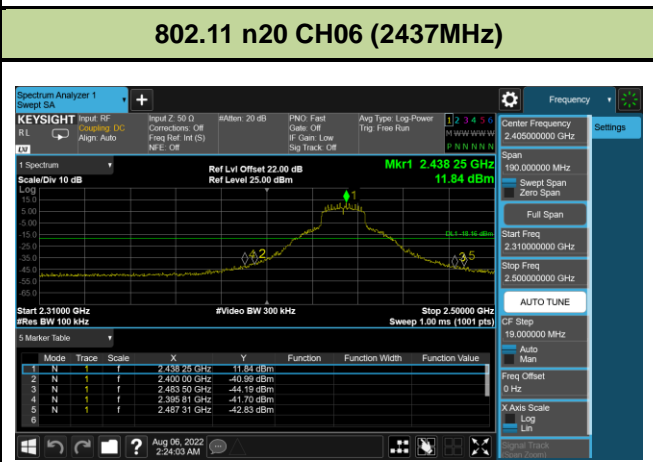 802.11 n20 CH06 (2437MHz)
Spectrum Analyzer 1
Swept SA
+
Frequency
KEYSIGHT
RL
Input: RF
Coupling: DC
Align: Auto
Input Z: 50 Ω
Corrections: Off
Freq Ref: Int (S)
NFE: Off
#Atten: 20 dB
PNO: Fast
Gate: Off
IF Gain: Low
Sig Track: Off
Avg Type: Log-Power
Trig: Free Run
1 2 3 4 5 6
M W W W W W
P N N N N N
Center Frequency
2.405000000 GHz
Settings
Span
190.000000 MHz
Swept Span
Zero Span
Full Span
Start Freq
2.310000000 GHz
Stop Freq
2.500000000 GHz
AUTO TUNE
CF Step
19.000000 MHz
Auto
Man
Freq Offset
0 Hz
X Axis Scale
Log
Lin
Signal Track
(Span Zoom)
1 Spectrum
Scale/Div 10 dB
Ref Lvl Offset 22.00 dB
Ref Level 25.00 dBm
Mkr1 2.438 25 GHz
11.84 dBm
Log
15.0
5.00
-5.00
-15.0
-25.0
-35.0
-45.0
-55.0
-65.0
1
DL1 -18.16 dBm
Start 2.31000 GHz
#Res BW 100 kHz
#Video BW 300 kHz
Stop 2.50000 GHz
Sweep 1.00 ms (1001 pts)
5 Marker Table
Mode Trace Scale X Y Function Function Width Function Value
1 N 1 f 2.438 25 GHz 11.84 dBm
2 N 1 f 2.400 00 GHz -40.99 dBm
3 N 1 f 2.483 50 GHz -44.19 dBm
4 N 1 f 2.395 81 GHz -41.70 dBm
5 N 1 f 2.487 31 GHz -42.83 dBm
6
?
Aug 06, 2022
2:24:03 AM